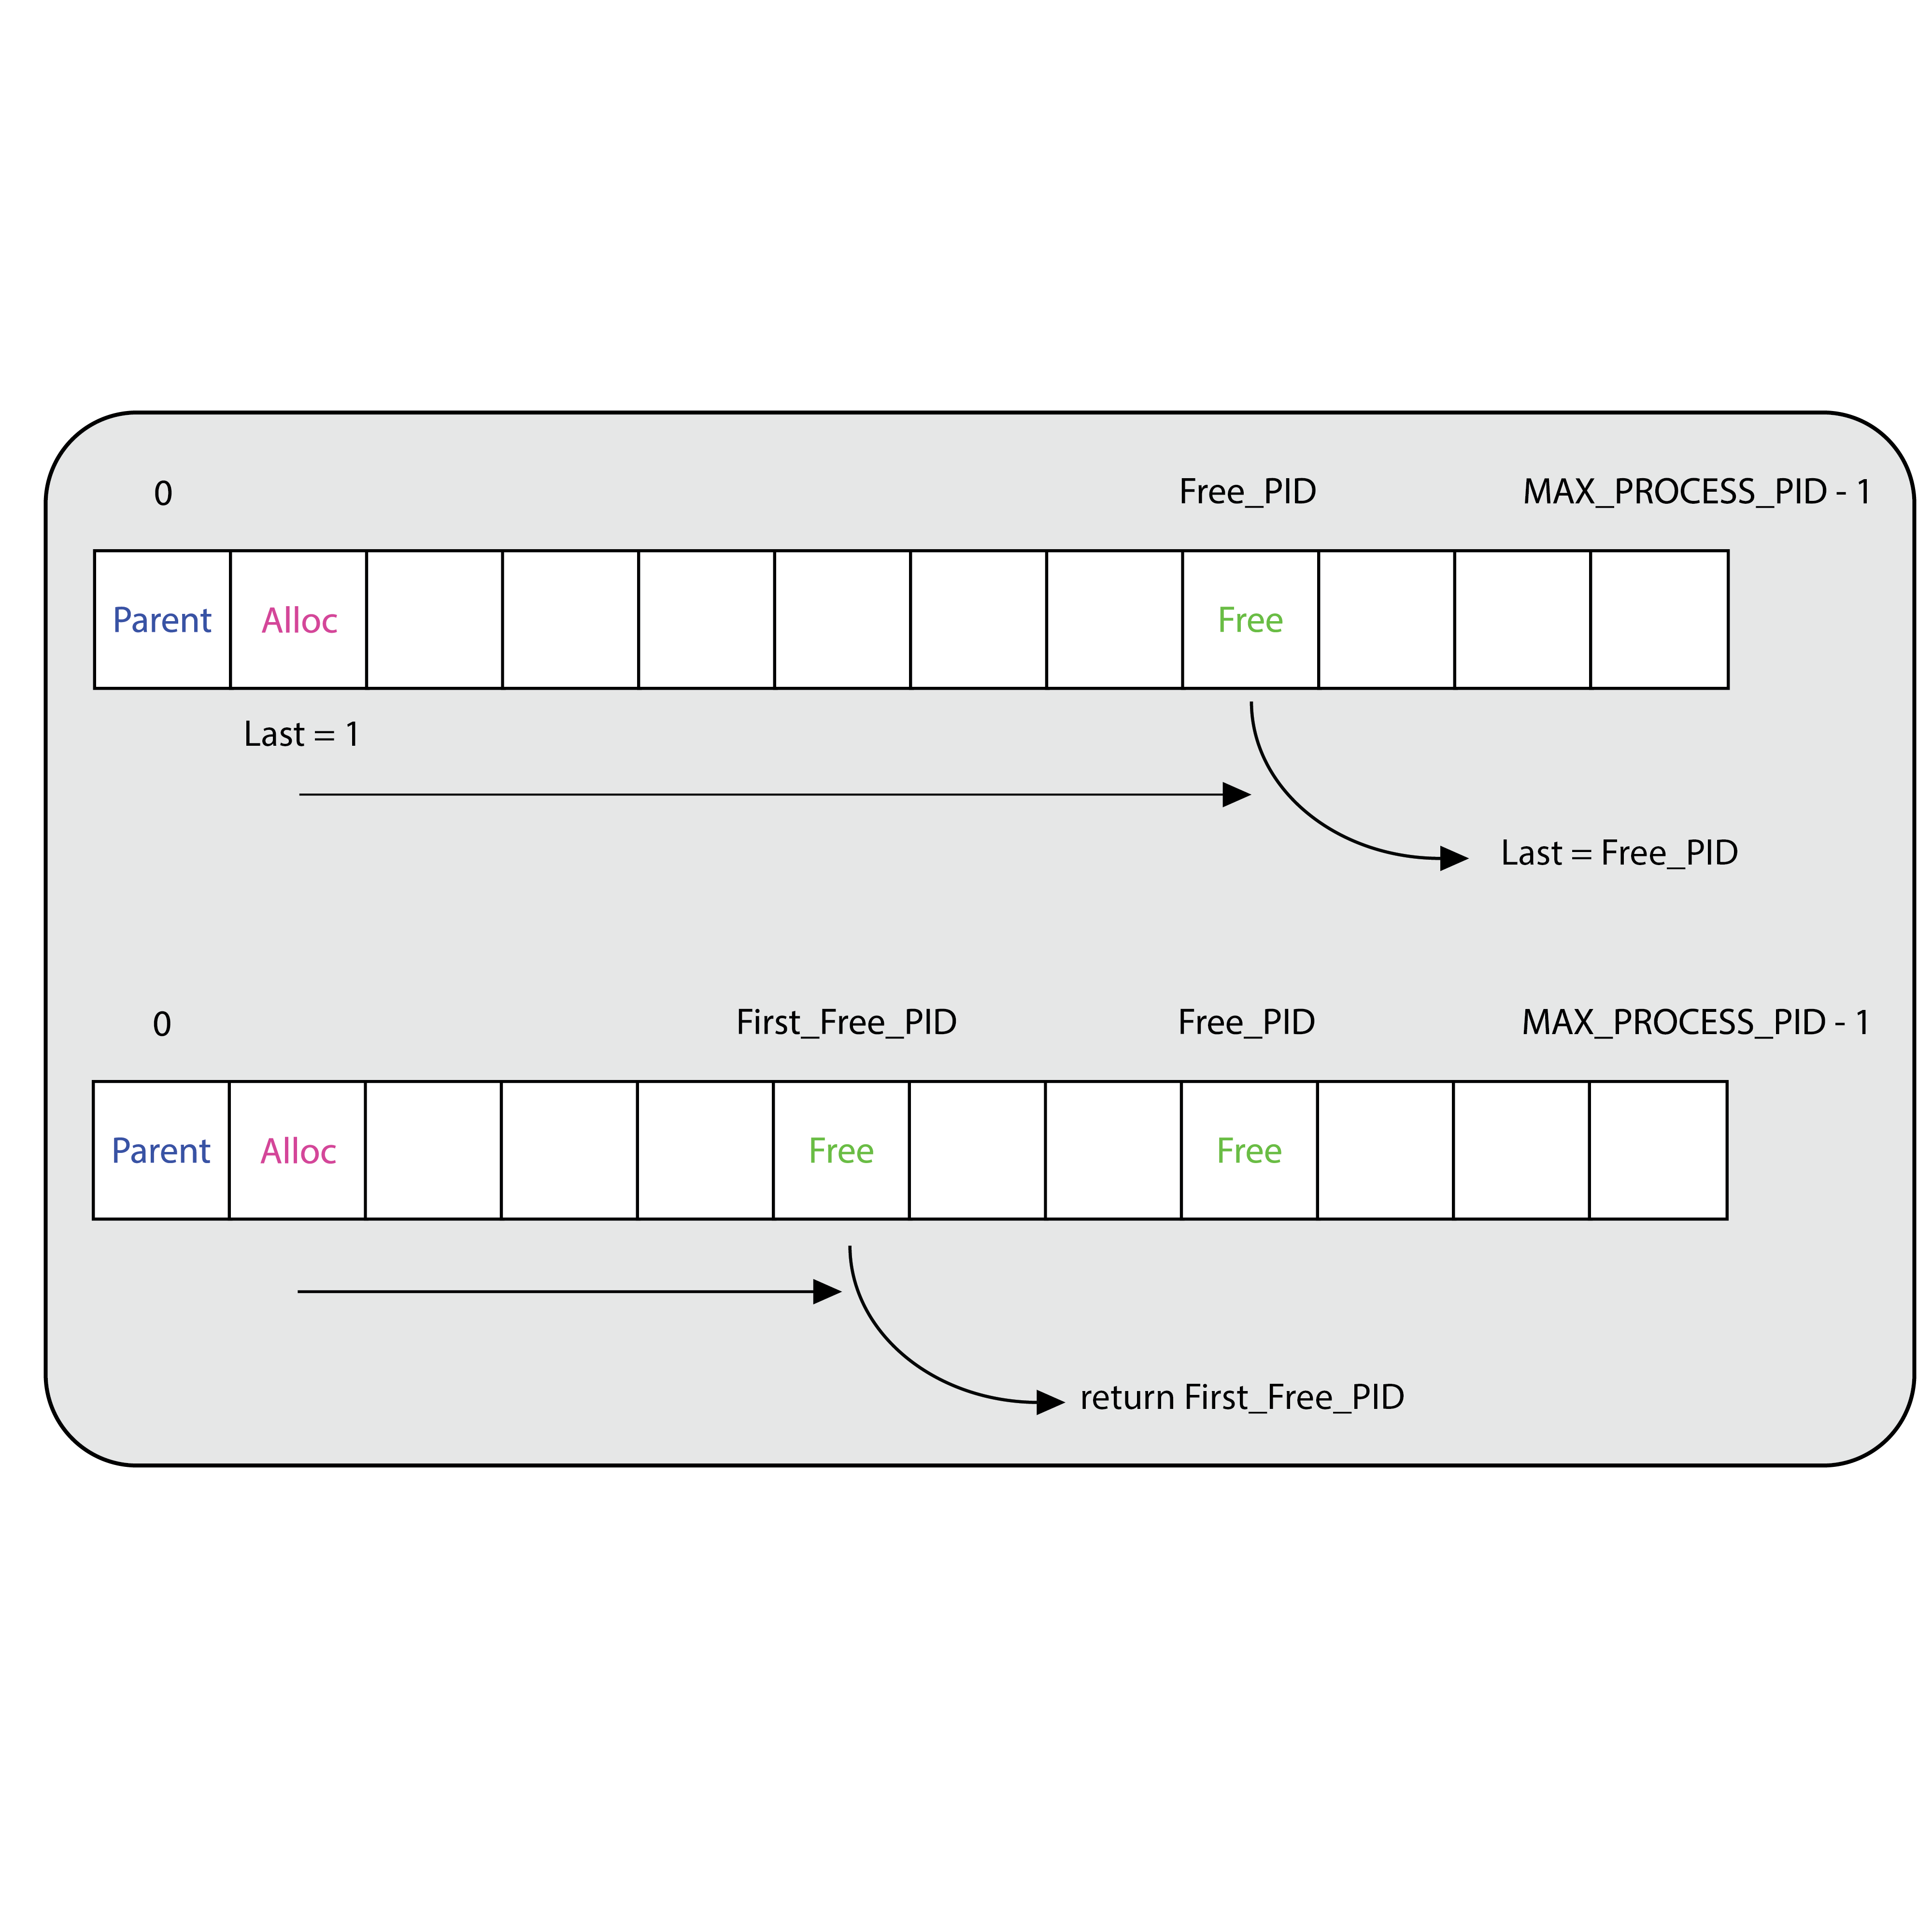 0 Free_PID MAX_PROCESS_PID - 1
Parent Alloc Free
Last = 1
Last = Free_PID
0 First_Free_PID Free_PID MAX_PROCESS_PID - 1
Parent Alloc Free Free
return First_Free_PID